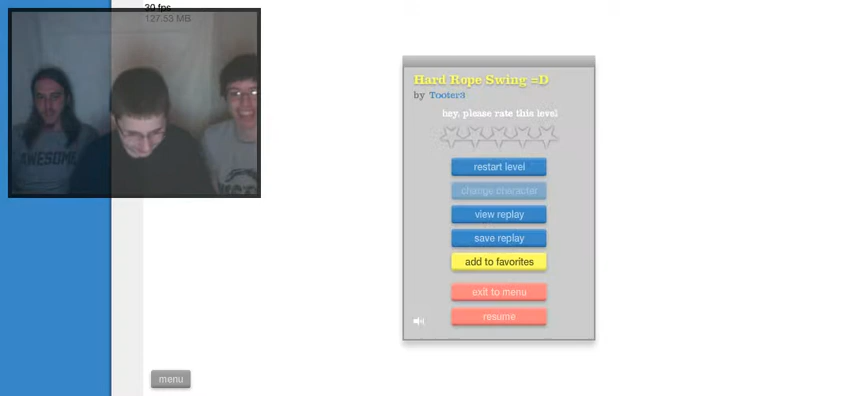 30 fps
127.53 MB
AWESOME
Hard Rope Swing =D
by Tooter3
hey, please rate this level
restart level
change character
view replay
save replay
add to favorites
exit to menu
resume
menu